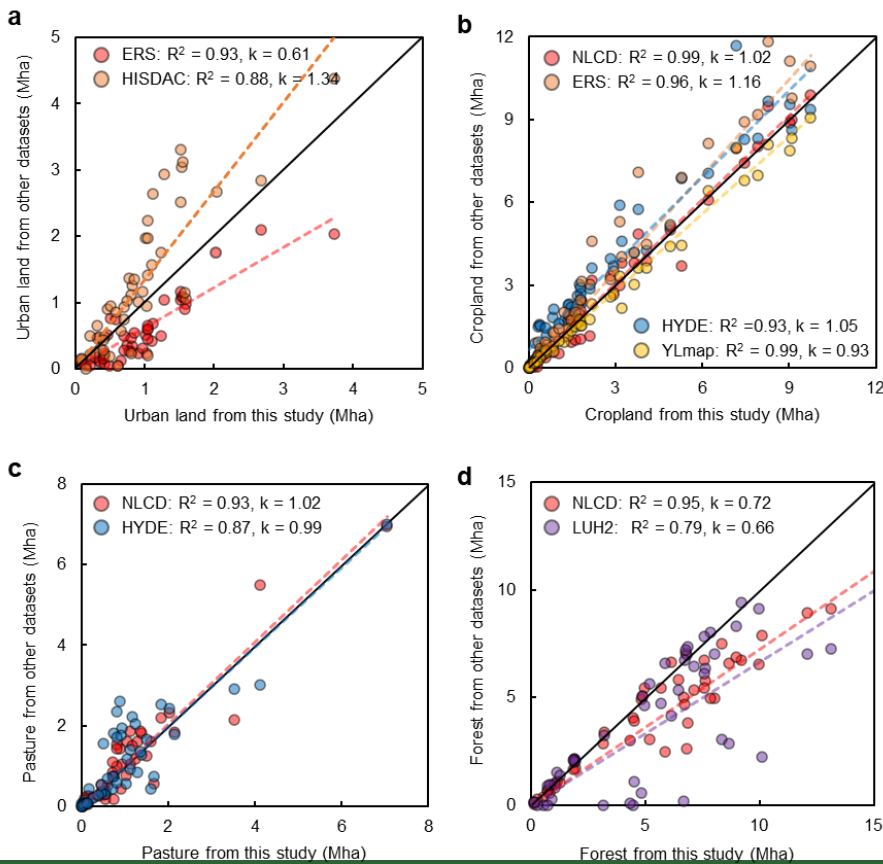 a
ERS: R² = 0.93, k = 0.61
HISDAC: R² = 0.88, k = 1.34
5
4
3
2
1
0
0
1
2
3
4
5
Urban land from other datasets (Mha)
Urban land from this study (Mha)
b
NLCD: R² = 0.99, k = 1.02
ERS: R² = 0.96, k = 1.16
HYDE: R² =0.93, k = 1.05
YLmap: R² = 0.99, k = 0.93
12
9
6
3
0
0
3
6
9
12
Cropland from other datasets (Mha)
Cropland from this study (Mha)
c
NLCD: R² = 0.93, k = 1.02
HYDE: R² = 0.87, k = 0.99
8
6
4
2
0
0
2
4
6
8
Pasture from other datasets (Mha)
Pasture from this study (Mha)
d
NLCD: R² = 0.95, k = 0.72
LUH2: R² = 0.79, k = 0.66
15
10
5
0
0
5
10
15
Forest from other datasets (Mha)
Forest from this study (Mha)